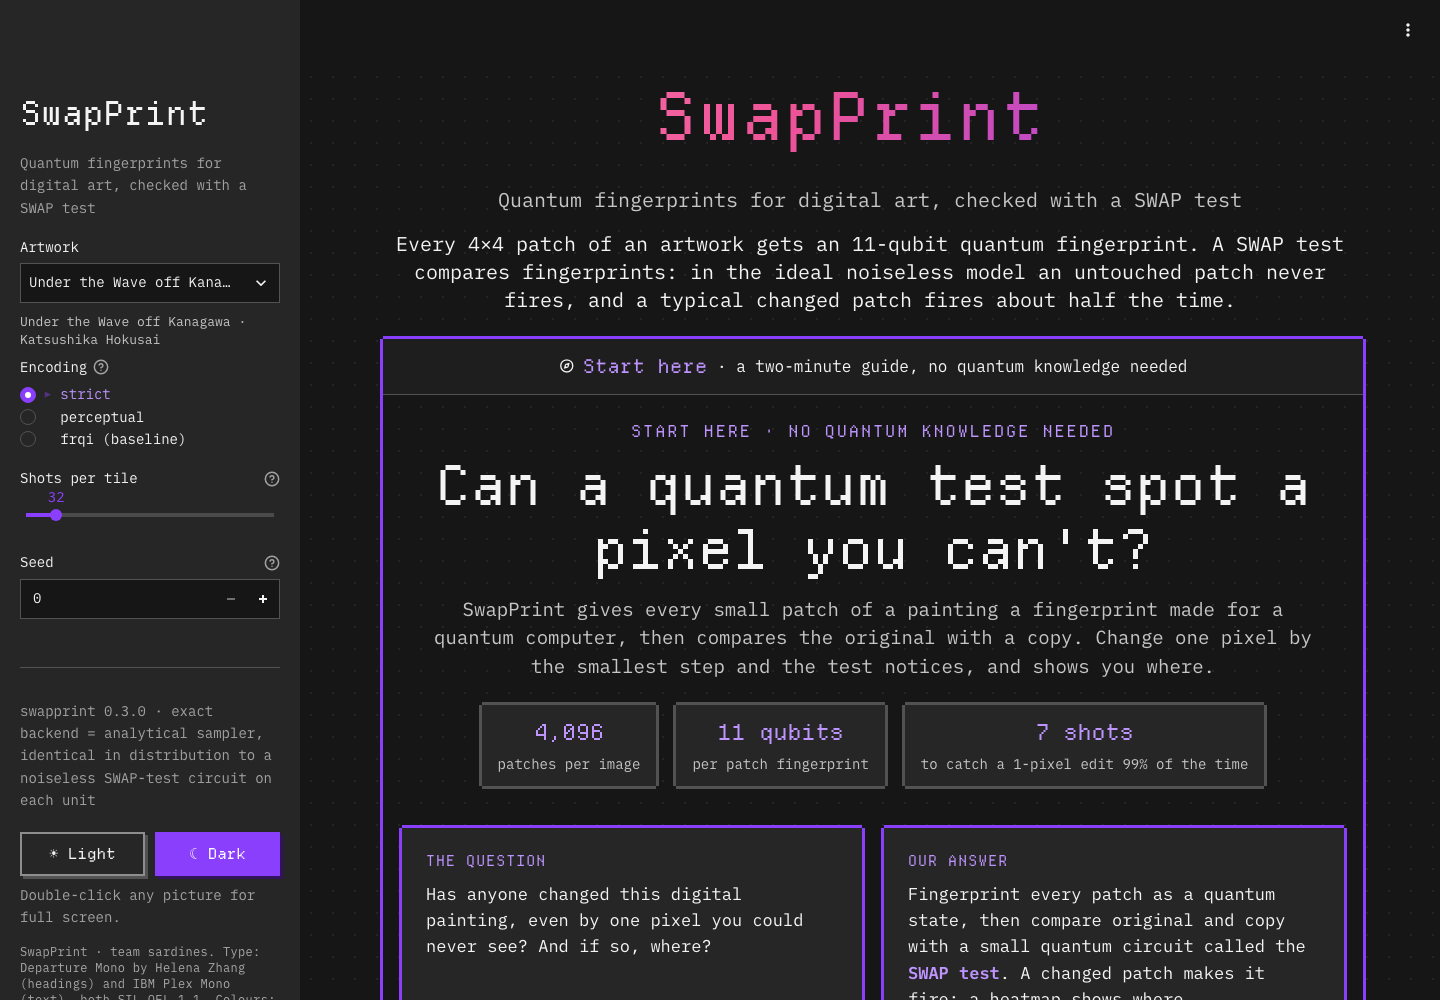 SwapPrint
Quantum fingerprints for
digital art, checked with a
SWAP test
Artwork
Under the Wave off Kana…
Under the Wave off Kanagawa ·
Katsushika Hokusai
Encoding
strict
perceptual
frqi (baseline)
Shots per tile
32
Seed
0
swapprint 0.3.0 · exact
backend = analytical sampler,
identical in distribution to a
noiseless SWAP-test circuit on
each unit
☀ Light
☾ Dark
Double-click any picture for
full screen.
SwapPrint · team sardines. Type:
Departure Mono by Helena Zhang
(headings) and IBM Plex Mono
(text), both SIL OFL 1.1. Colours:
SwapPrint
Quantum fingerprints for digital art, checked with a SWAP test
Every 4×4 patch of an artwork gets an 11-qubit quantum fingerprint. A SWAP test
compares fingerprints: in the ideal noiseless model an untouched patch never
fires, and a typical changed patch fires about half the time.
Start here · a two-minute guide, no quantum knowledge needed
START HERE · NO QUANTUM KNOWLEDGE NEEDED
Can a quantum test spot a
pixel you can't?
SwapPrint gives every small patch of a painting a fingerprint made for a
quantum computer, then compares the original with a copy. Change one pixel by
the smallest step and the test notices, and shows you where.
4,096
patches per image
11 qubits
per patch fingerprint
7 shots
to catch a 1-pixel edit 99% of the time
THE QUESTION
Has anyone changed this digital
painting, even by one pixel you could
never see? And if so, where?
OUR ANSWER
Fingerprint every patch as a quantum
state, then compare original and copy
with a small quantum circuit called the
SWAP test. A changed patch makes it
fire; a heatmap shows where.